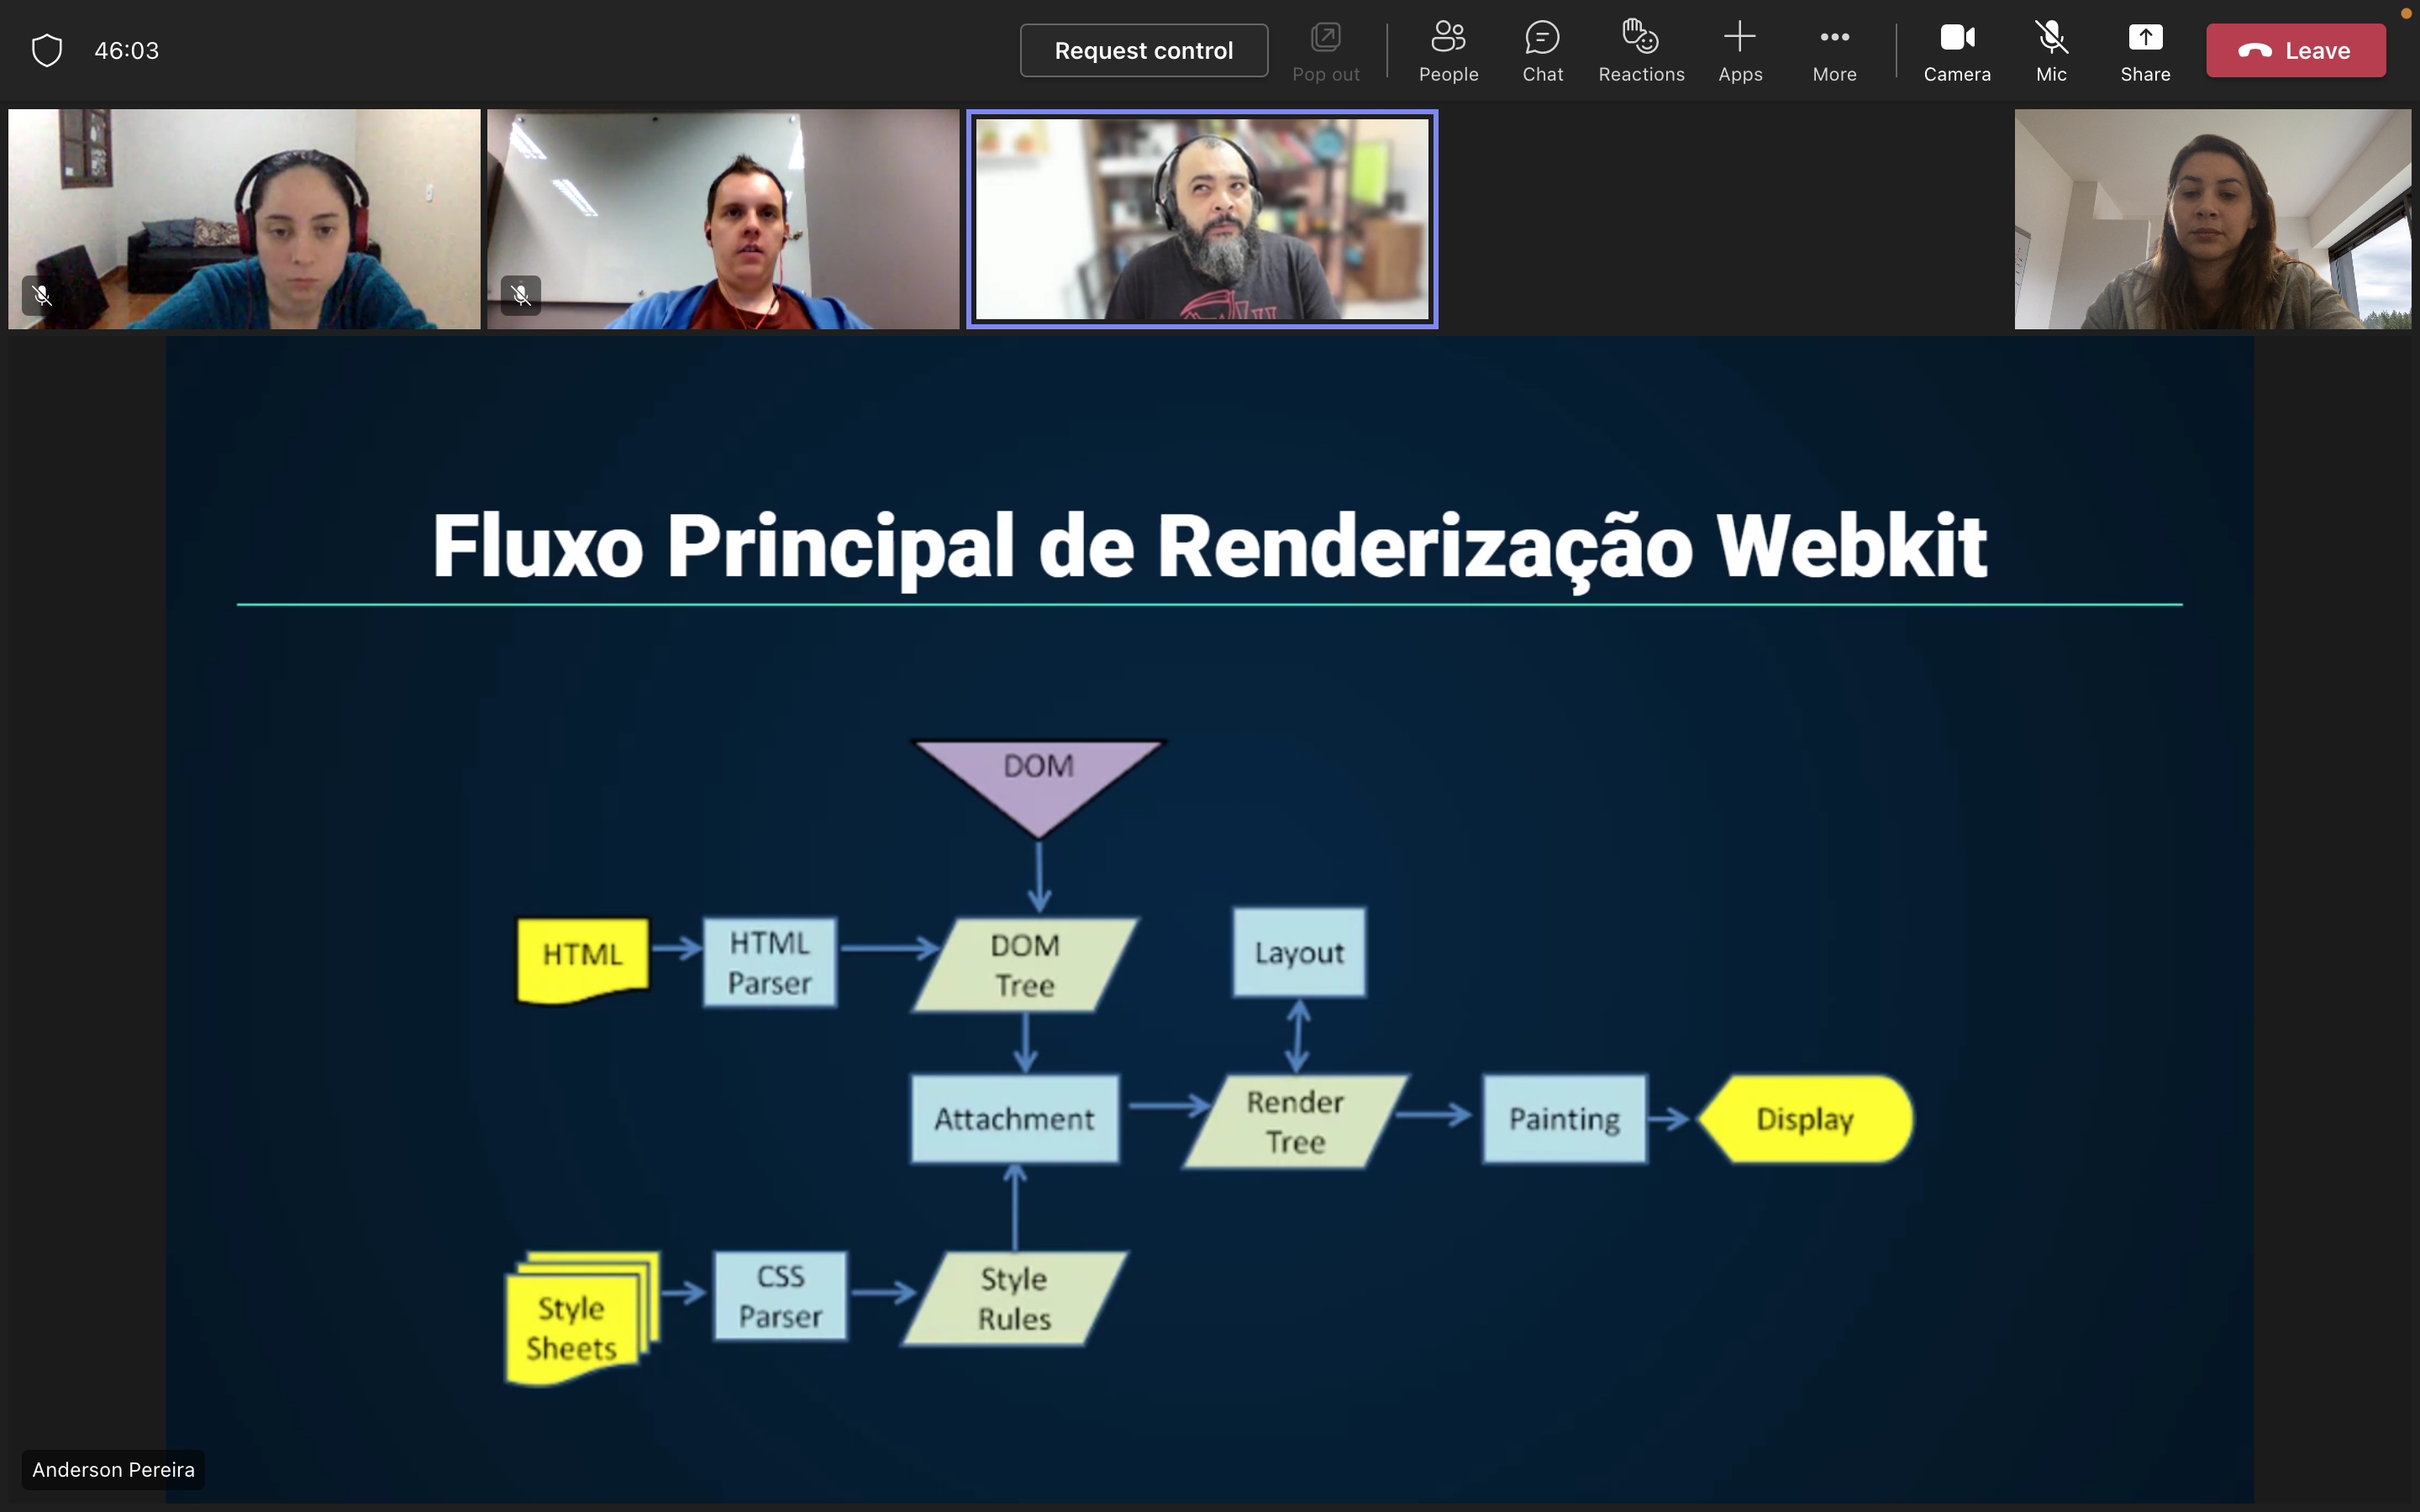 46:03
Request control
Pop out
People
Chat
Reactions
Apps
More
Camera
Mic
Share
Leave
Fluxo Principal de Renderização Webkit
DOM
HTML
HTML
Parser
DOM
Tree
Layout
Attachment
Render
Tree
Painting
Display
Style
Sheets
CSS
Parser
Style
Rules
Anderson Pereira